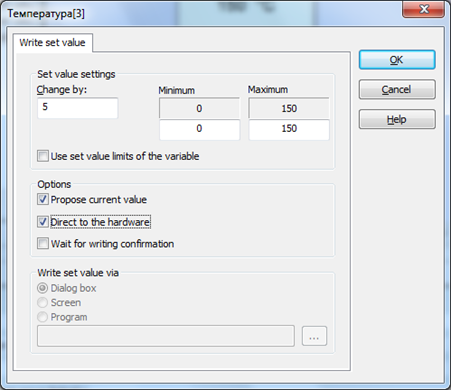 150 °C
Температура[3]
Write set value
OK
Cancel
Help
Set value settings
Change by:
Minimum
Maximum
5
0
150
0
150
Use set value limits of the variable
Options
Propose current value
Direct to the hardware
Wait for writing confirmation
Write set value via
Dialog box
Screen
Program
...